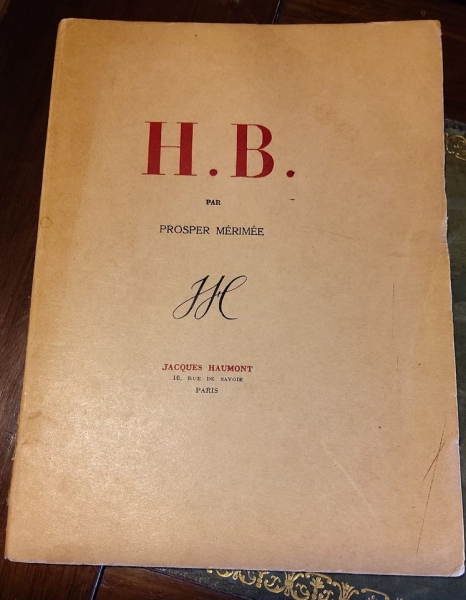 H.B.
PAR
PROSPER MÉRIMÉE
JH
JACQUES HAUMONT
10, RUE DE SAVOIE
PARIS